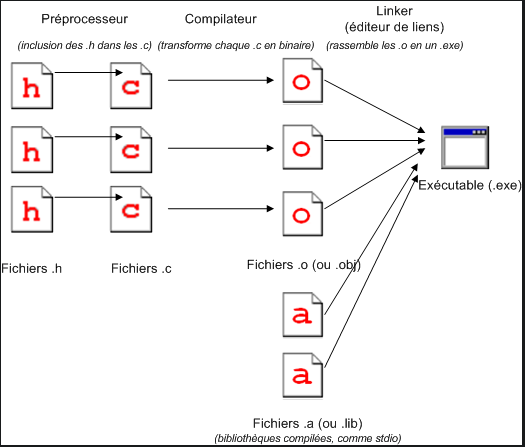 Préprocesseur
Compilateur
Linker
(éditeur de liens)
(inclusion des .h dans les .c)
(transforme chaque .c en binaire)
(rassemble les .o en un .exe)
h
c
o
h
c
o
h
c
o
Exécutable (.exe)
Fichiers .h
Fichiers .c
Fichiers .o (ou .obj)
a
a
Fichiers .a (ou .lib)
(bibliothèques compilées, comme stdio)